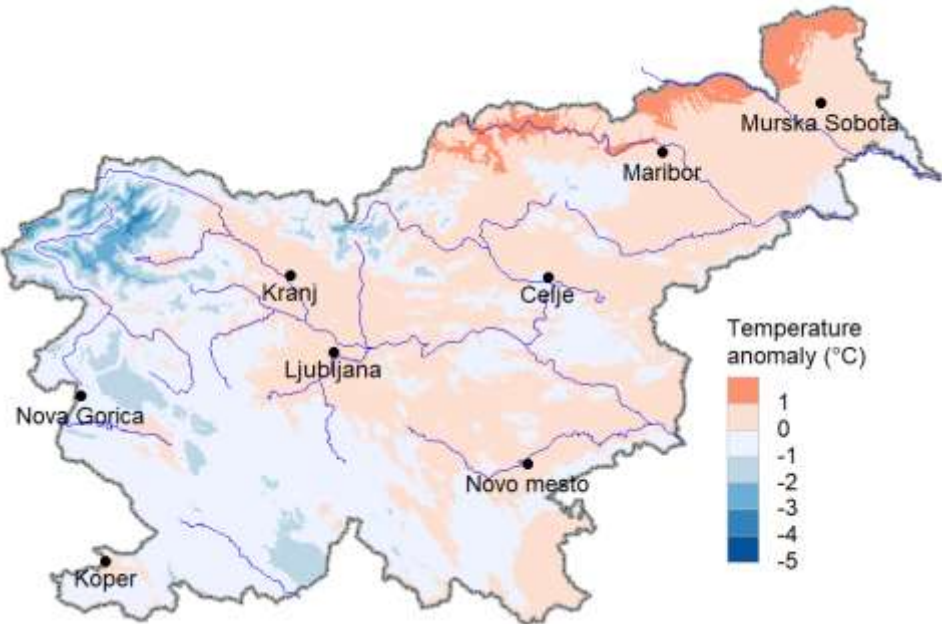 Murska Sobota
Maribor
Kranj
Celje
Ljubljana
Nova Gorica
Novo mesto
Koper
Temperature
anomaly (°C)
1
0
-1
-2
-3
-4
-5